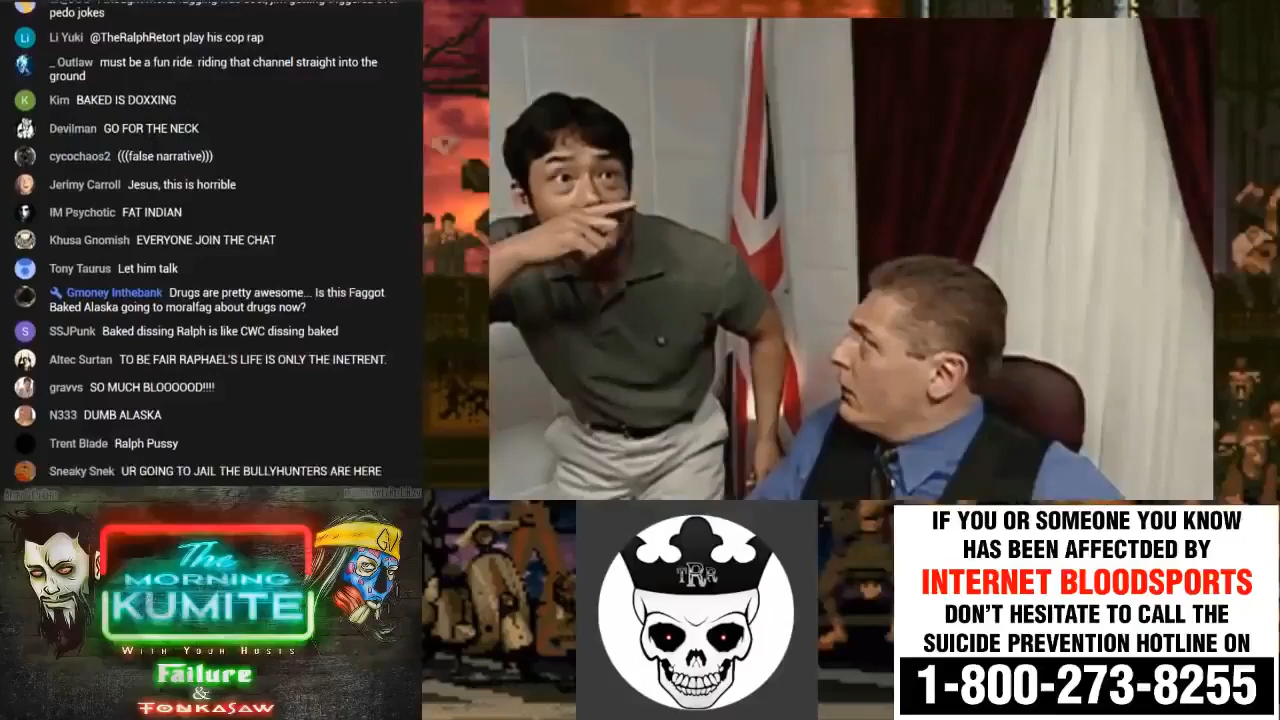 pedo jokes
Li
Li Yuki @TheRalphRetort play his cop rap
_ Outlaw must be a fun ride. riding that channel straight into the
ground
K
Kim BAKED IS DOXXING
Devilman GO FOR THE NECK
cycochaos2 (((false narrative)))
Jerimy Carroll Jesus, this is horrible
IM Psychotic FAT INDIAN
Khusa Gnomish EVERYONE JOIN THE CHAT
Tony Taurus Let him talk
Gmoney Inthebank Drugs are pretty awesome... Is this Faggot
Baked Alaska going to moralfag about drugs now?
S
SSJPunk Baked dissing Ralph is like CWC dissing baked
Altec Surtan TO BE FAIR RAPHAEL'S LIFE IS ONLY THE INETRENT.
gravvs SO MUCH BLOOOOOD!!!!
N333 DUMB ALASKA
Trent Blade Ralph Pussy
Sneaky Snek UR GOING TO JAIL THE BULLYHUNTERS ARE HERE
The
MORNING
KUMITE
WITH YOUR HOSTS
Failure
&
TONKASAW
TRR
IF YOU OR SOMEONE YOU KNOW
HAS BEEN AFFECTDED BY
INTERNET BLOODSPORTS
DON'T HESITATE TO CALL THE
SUICIDE PREVENTION HOTLINE ON
1-800-273-8255